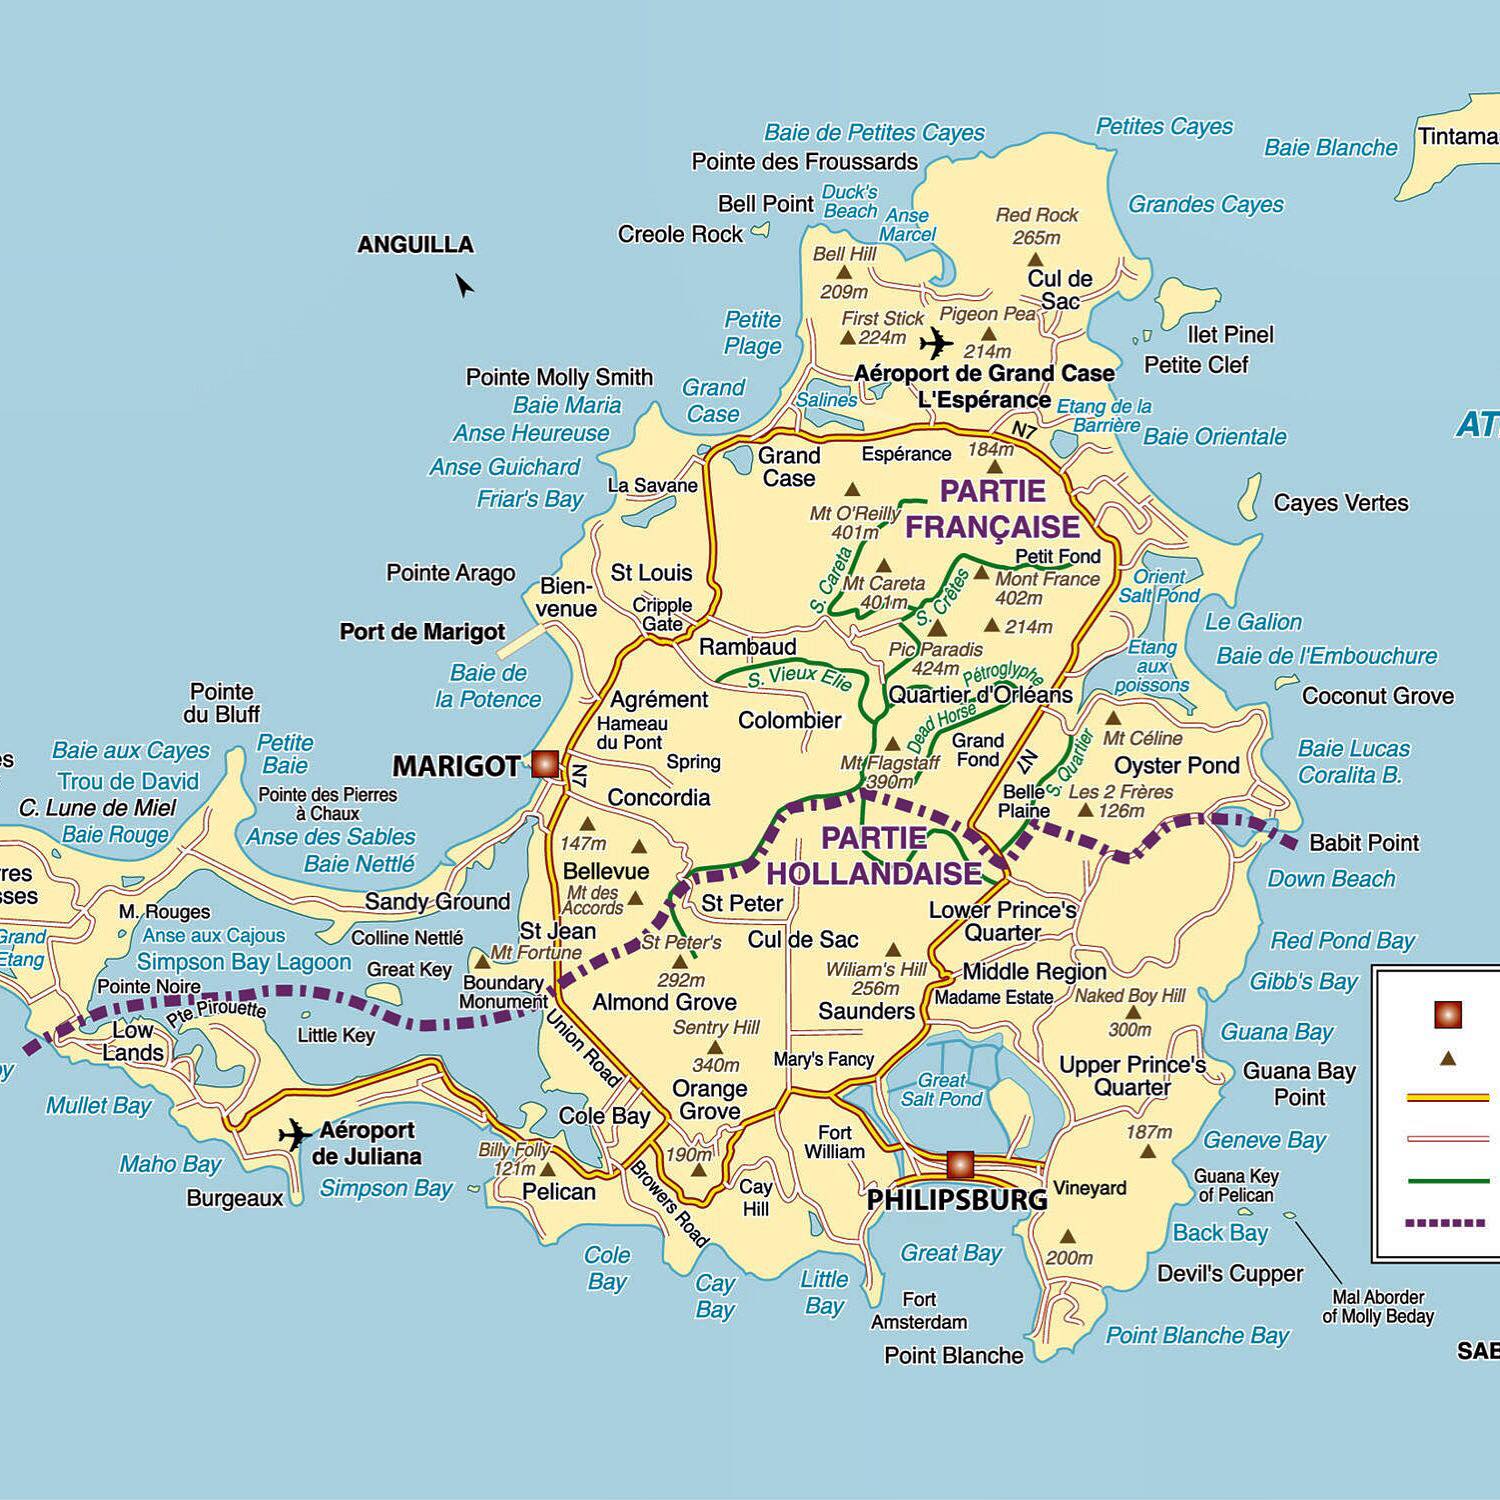 Baie de Petites Cayes
Petites Cayes
Baie Blanche
Tintama
Pointe des Froussards
Grandes Cayes
Bell Point
Duck's
Beach
Anse
Marcel
Creole Rock
Red Rock
265m
ANGUILLA
Bell Hill
209m
Cul de
Sac
Petite
Plage
First Stick
224m
Pigeon Pea
214m
Ilet Pinel
Petite Clef
Aéroport de Grand Case
L'Espérance
Pointe Molly Smith
Baie Maria
Anse Heureuse
Anse Guichard
Friar's Bay
Grand
Case
Salines
Etang de la
Barrière
Baie Orientale
AT
N7
Grand
Case
Espérance
184m
La Savane
PARTIE
FRANÇAISE
Cayes Vertes
Mt O'Reilly
401m
Petit Fond
Pointe Arago
St Louis
Bien-
venue
S. Careta
Mt Careta
401m
S. Crêtes
Mont France
402m
Orient
Salt Pond
Cripple
Gate
214m
Le Galion
Port de Marigot
Rambaud
Pic Paradis
424m
Etang
aux
poissons
Baie de l'Embouchure
Baie de
la Potence
S. Vieux Elie
Pétroglyphe
Quartier d'Orléans
Coconut Grove
Pointe
du Bluff
Agrément
Hameau
du Pont
Colombier
Dead Horse
Grand
Fond
Mt Céline
Baie aux Cayes
Petite
Baie
Baie Lucas
Coralita B.
es
Trou de David
MARIGOT
N7
Spring
Mt Flagstaff
390m
N7
S. Quartier
Oyster Pond
C. Lune de Miel
Pointe des Pierres
à Chaux
Concordia
Belle
Plaine
Les 2 Frères
126m
Baie Rouge
Anse des Sables
Baie Nettlé
147m
PARTIE
HOLLANDAISE
Babit Point
rres
sses
Bellevue
Down Beach
Mt des
Accords
M. Rouges
Sandy Ground
St Peter
Lower Prince's
Quarter
Grand
Etang
Anse aux Cajous
Colline Nettlé
St Jean
St Peter's
292m
Cul de Sac
Red Pond Bay
Simpson Bay Lagoon
Great Key
Mt Fortune
Wiliam's Hill
256m
Middle Region
Gibb's Bay
Pointe Noire
Boundary
Monument
Almond Grove
Saunders
Madame Estate
Naked Boy Hill
300m
Pte Pirouette
Low
Lands
Little Key
Union Road
Sentry Hill
340m
Guana Bay
Mary's Fancy
Upper Prince's
Quarter
Guana Bay
Point
oy
Great
Salt Pond
Mullet Bay
Orange
Grove
Cole Bay
Aéroport
de Juliana
Fort
William
187m
Geneve Bay
Billy Folly
121m
190m
Maho Bay
Burgeaux
Simpson Bay
Pelican
Browers Road
Cay
Hill
PHILIPSBURG
Vineyard
Guana Key
of Pelican
Back Bay
Cole
Bay
Great Bay
200m
Devil's Cupper
Cay
Bay
Little
Bay
Fort
Amsterdam
Mal Aborder
of Molly Beday
Point Blanche
Point Blanche Bay
SAB